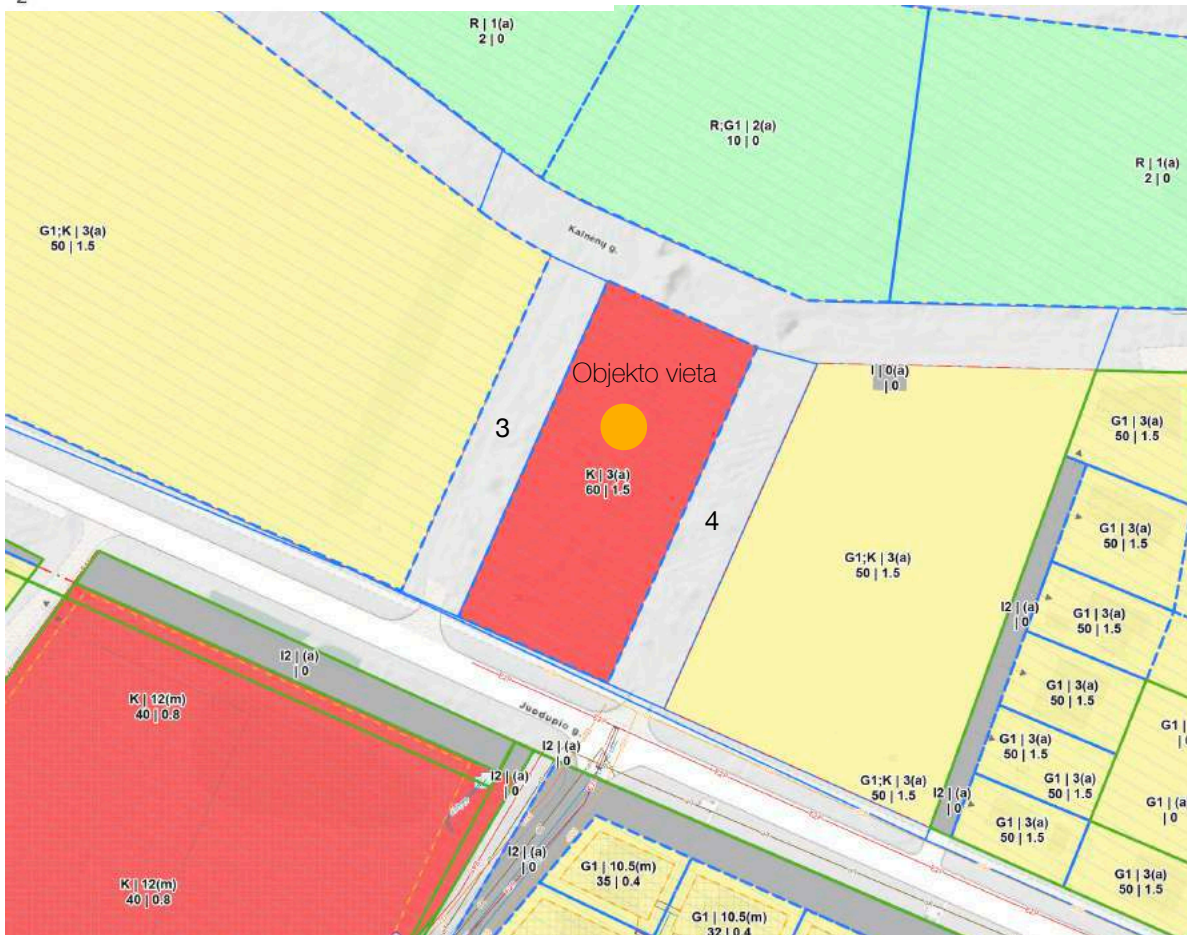 R | 1(a)
2 | 0
R;G1 | 2(a)
10 | 0
R | 1(a)
2 | 0
G1;K | 3(a)
50 | 1.5
Kalnėnų g.
Objekto vieta
I | 0(a)
| 0
3
G1 | 3(a)
50 | 1.5
K | 3(a)
60 | 1.5
4
G1 | 3(a)
50 | 1.5
G1;K | 3(a)
50 | 1.5
I2 | (a)
| 0
G1 | 3(a)
50 | 1.5
I2 | (a)
| 0
G1 | 3(a)
50 | 1.5
K | 12(m)
40 | 0.8
Juodupio g.
G1 |
I2 | (a)
| 0
G1 | 3(a)
50 | 1.5
I2 | (a)
| 0
G1;K | 3(a)
50 | 1.5
G1 | 3(a)
50 | 1.5
I2 | (a)
| 0
G1 | (a)
| 0
G1 | 3(a)
50 | 1.5
I2 | (a)
| 0
G1 | 10.5(m)
35 | 0.4
G1 | 3(a)
50 | 1.5
K | 12(m)
40 | 0.8
G1 | 10.5(m)
32 | 0.4